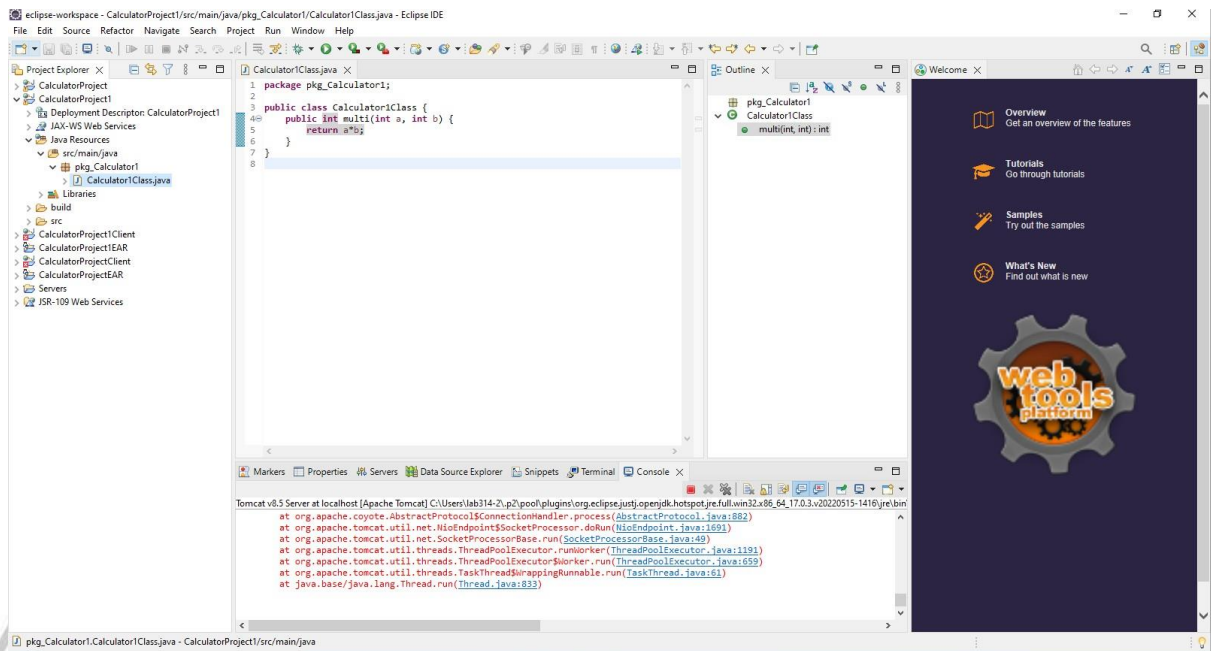 eclipse-workspace - CalculatorProject1/src/main/java/pkg_Calculator1/Calculator1Class.java - Eclipse IDE
File Edit Source Refactor Navigate Search Project Run Window Help
Project Explorer
CalculatorProject
CalculatorProject1
Deployment Descriptor: CalculatorProject1
JAX-WS Web Services
Java Resources
src/main/java
pkg_Calculator1
Calculator1Class.java
Libraries
build
src
CalculatorProject1Client
CalculatorProject1EAR
CalculatorProjectClient
CalculatorProjectEAR
Servers
JSR-109 Web Services
Calculator1Class.java
1 package pkg_Calculator1;
2
3 public class Calculator1Class {
4 public int multi(int a, int b) {
5 return a*b;
6 }
7 }
8
Outline
pkg_Calculator1
Calculator1Class
multi(int, int) : int
Welcome
Overview
Get an overview of the features
Tutorials
Go through tutorials
Samples
Try out the samples
What's New
Find out what is new
web
tools
platform
Markers Properties Servers Data Source Explorer Snippets Terminal Console
Tomcat v8.5 Server at localhost [Apache Tomcat] C:\Users\lab314-2\.p2\pool\plugins\org.eclipse.justj.openjdk.hotspot.jre.full.win32.x86_64_17.0.3.v20220515-1416\jre\bin
at org.apache.coyote.AbstractProtocol$ConnectionHandler.process(AbstractProtocol.java:882)
at org.apache.tomcat.util.net.NioEndpoint$SocketProcessor.doRun(NioEndpoint.java:1691)
at org.apache.tomcat.util.net.SocketProcessorBase.run(SocketProcessorBase.java:49)
at org.apache.tomcat.util.threads.ThreadPoolExecutor.runWorker(ThreadPoolExecutor.java:1191)
at org.apache.tomcat.util.threads.ThreadPoolExecutor$Worker.run(ThreadPoolExecutor.java:659)
at org.apache.tomcat.util.threads.TaskThread$WrappingRunnable.run(TaskThread.java:61)
at java.base/java.lang.Thread.run(Thread.java:833)
pkg_Calculator1.Calculator1Class.java - CalculatorProject1/src/main/java